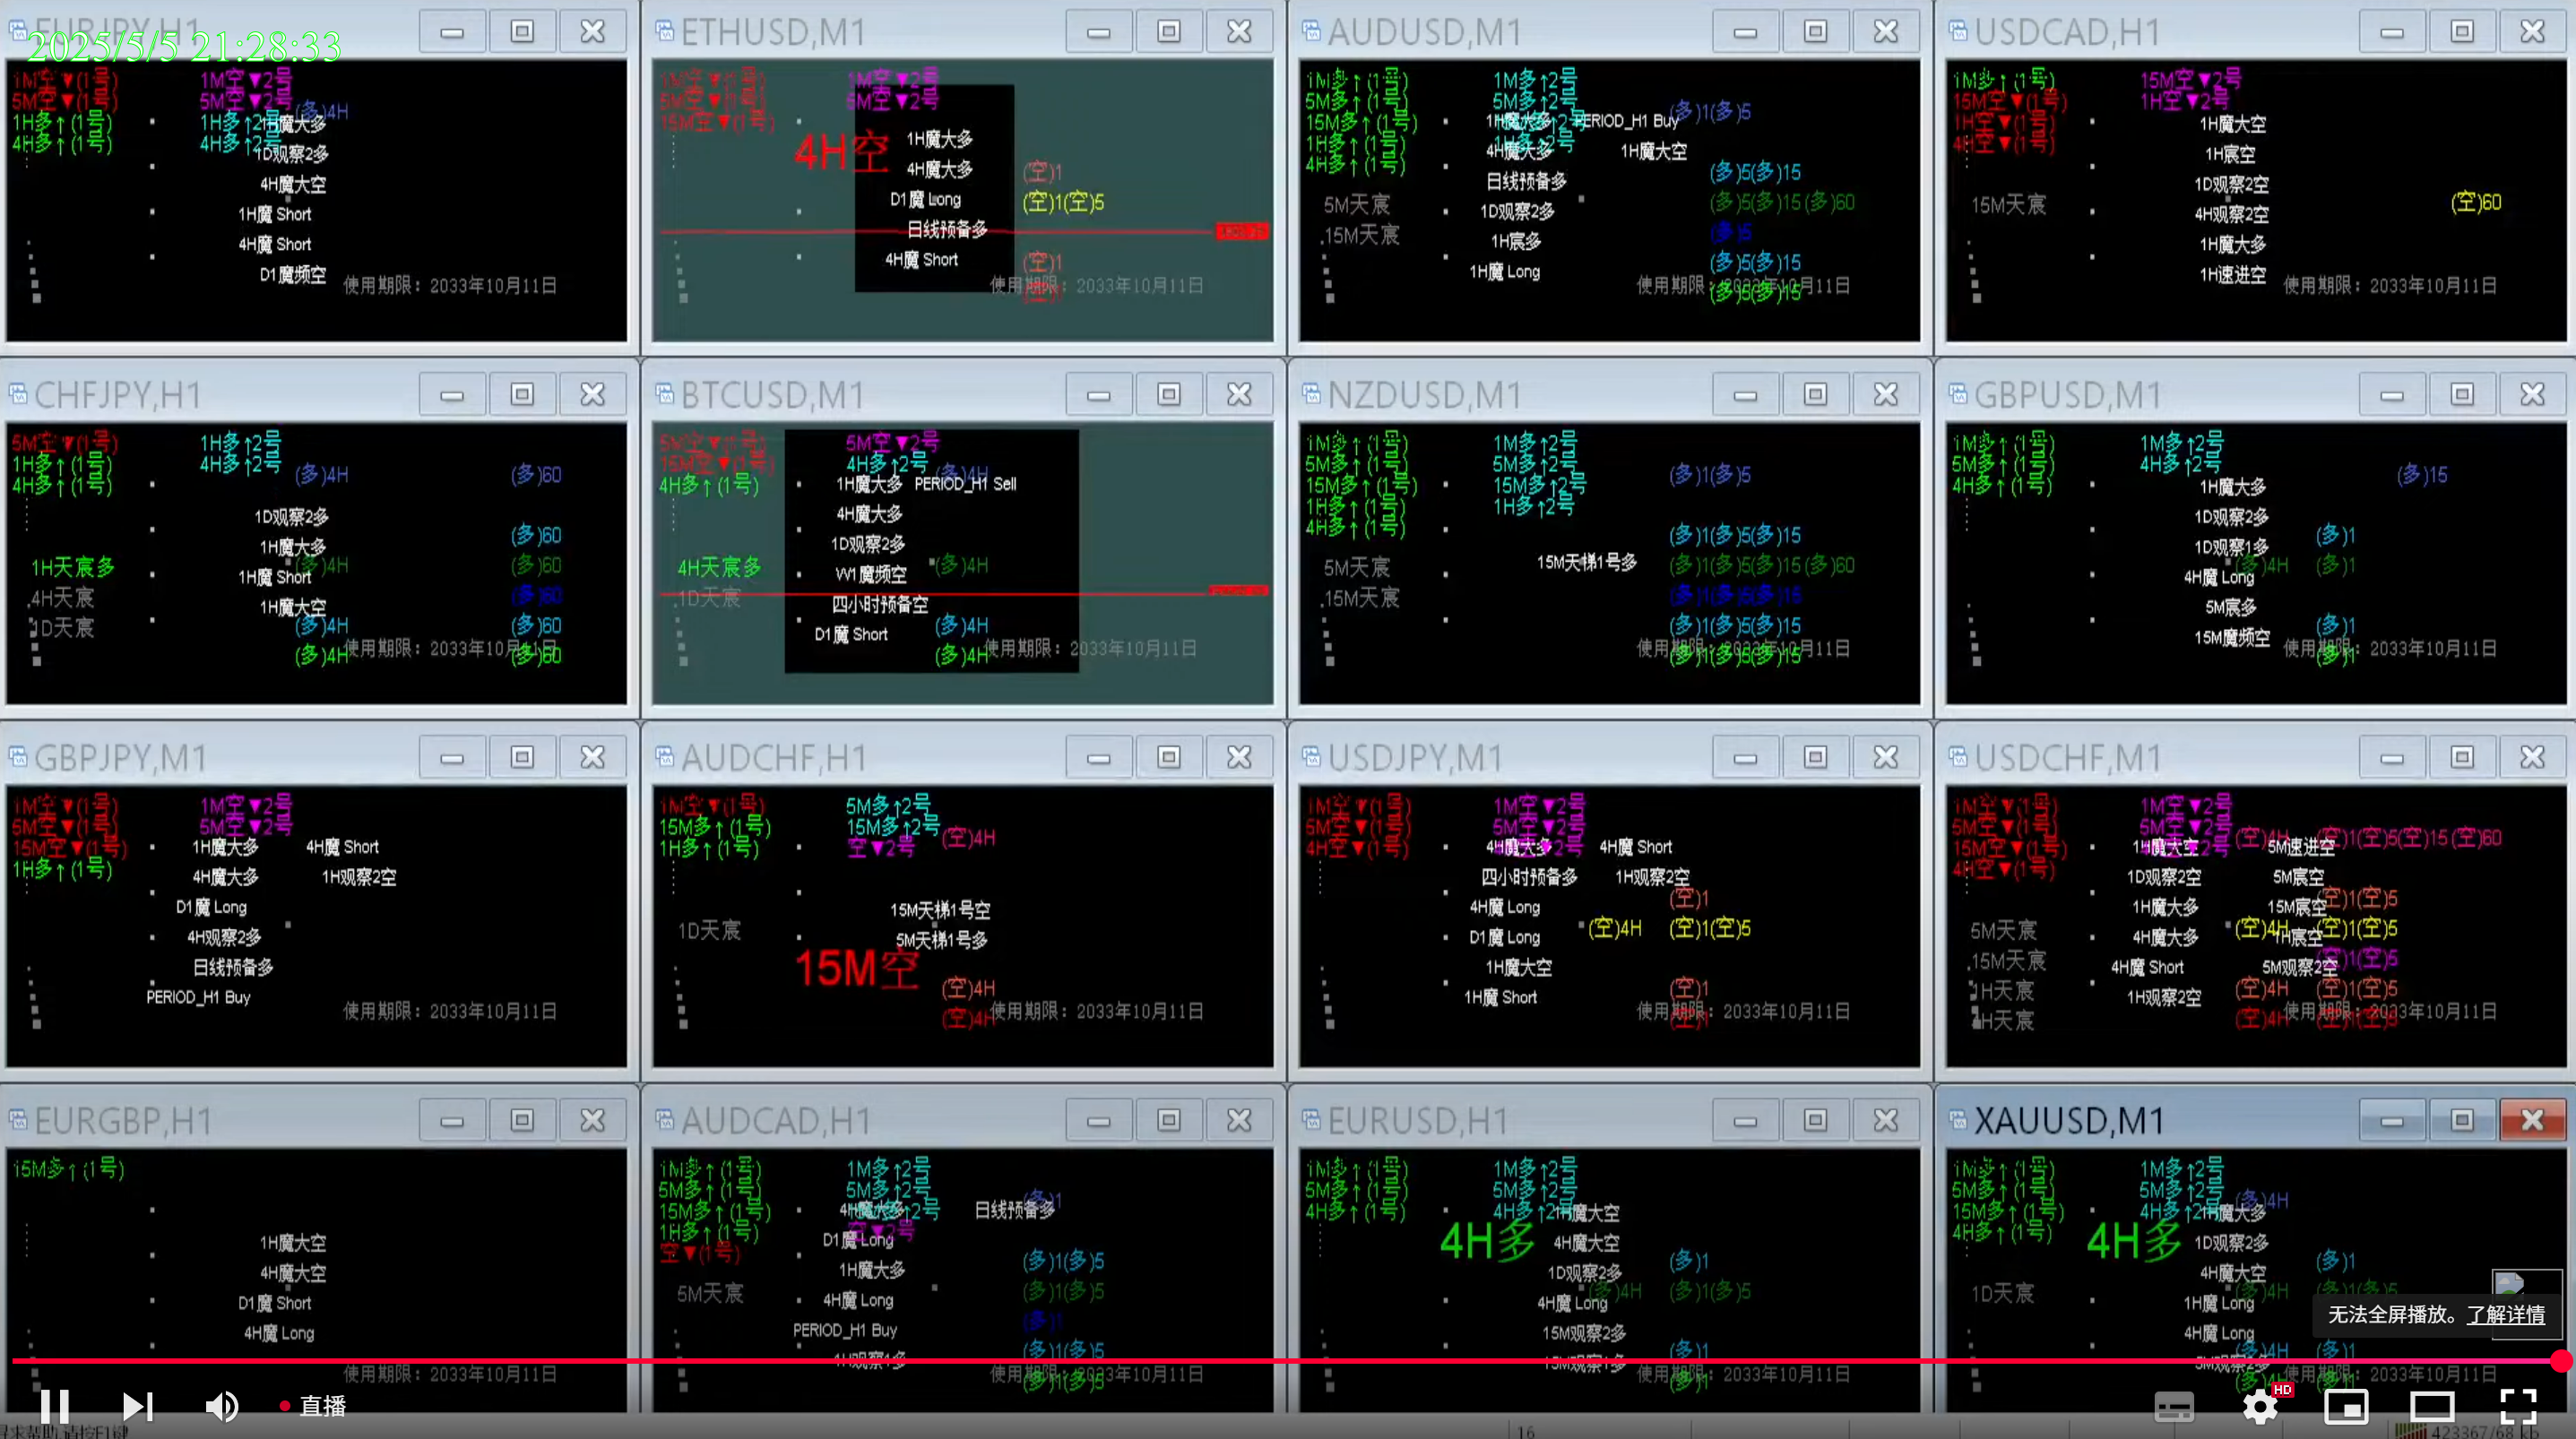 EURJPY,H1
2025/5/5 21:28:33
1M空▼(1号)
5M空▼(1号)
1H多↑(1号)
4H多↑(1号)
1M空▼2号
5M空▼2号
1H多↑2号
4H多↑2号
(多)4H
1H魔大多
1D观察2多
4H魔大空
1H魔 Short
4H魔 Short
D1魔频空
使用期限：2033年10月11日
ETHUSD,M1
1M空▼(1号)
5M空▼(1号)
15M空▼(1号)
1M空▼2号
5M空▼2号
4H空
1H魔大多
4H魔大多
D1魔 Long
日线预备多
4H魔 Short
(空)1
(空)1(空)5
(空)1
使用期限：2033年10月11日
AUDUSD,M1
1M多↑(1号)
5M多↑(1号)
15M多↑(1号)
1H多↑(1号)
4H多↑(1号)
1M多↑2号
5M多↑2号
1H魔大多
PERIOD_H1 Buy
(多)1(多)5
4H魔大多
1H魔大空
日线预备多
1D观察2多
1H宸多
1H魔 Long
5M天宸
15M天宸
(多)5(多)15
(多)5(多)15(多)60
(多)5
(多)5(多)15
(多)5(多)15
使用期限：2033年10月11日
USDCAD,H1
1M多↑(1号)
15M空▼(1号)
1H空▼(1号)
4H空▼(1号)
15M空▼2号
1H空▼2号
1H魔大空
1H宸空
1D观察2空
4H观察2空
1H魔大多
1H速进空
15M天宸
(空)60
使用期限：2033年10月11日
CHFJPY,H1
5M空▼(1号)
1H多↑(1号)
4H多↑(1号)
1H多↑2号
4H多↑2号
(多)4H
(多)60
1D观察2多
(多)60
1H魔大多
1H天宸多
(多)4H
(多)60
1H魔 Short
4H天宸
(多)60
1H魔大空
1D天宸
(多)4H
(多)60
(多)4H
(多)60
使用期限：2033年10月11日
BTCUSD,M1
5M空▼(1号)
15M空▼(1号)
4H多↑(1号)
5M空▼2号
4H多↑2号
(多)4H
1H魔大多
PERIOD_H1 Sell
4H魔大多
1D观察2多
4H天宸多
W1魔频空
(多)4H
1D天宸
四小时预备空
D1魔 Short
(多)4H
(多)4H
使用期限：2033年10月11日
NZDUSD,M1
1M多↑(1号)
5M多↑(1号)
15M多↑(1号)
1H多↑(1号)
4H多↑(1号)
1M多↑2号
5M多↑2号
15M多↑2号
1H多↑2号
(多)1(多)5
(多)1(多)5(多)15
5M天宸
15M天梯1号多
(多)1(多)5(多)15(多)60
15M天宸
(多)1(多)5(多)15
(多)1(多)5(多)15
(多)1(多)5(多)15
使用期限：2033年10月11日
GBPUSD,M1
1M多↑(1号)
5M多↑(1号)
4H多↑(1号)
1M多↑2号
4H多↑2号
(多)15
1H魔大多
1D观察2多
1D观察1多
(多)1
(多)4H
(多)1
4H魔 Long
5M宸多
15M魔频空
(多)1
(多)1
使用期限：2033年10月11日
GBPJPY,M1
1M空▼(1号)
5M空▼(1号)
15M空▼(1号)
1H多↑(1号)
1M空▼2号
5M空▼2号
1H魔大多
4H魔 Short
4H魔大多
1H观察2空
D1魔 Long
4H观察2多
日线预备多
PERIOD_H1 Buy
使用期限：2033年10月11日
AUDCHF,H1
1M空▼(1号)
15M多↑(1号)
1H多↑(1号)
5M多↑2号
15M多↑2号
空▼2号
(空)4H
15M天梯1号空
1D天宸
5M天梯1号多
15M空
(空)4H
(空)4H
使用期限：2033年10月11日
USDJPY,M1
1M空▼(1号)
5M空▼(1号)
4H空▼(1号)
1M空▼2号
5M空▼2号
4H魔大多
4H魔 Short
四小时预备多
1H观察2空
4H魔 Long
(空)1
D1魔 Long
(空)4H
(空)1(空)5
1H魔大空
1H魔 Short
(空)1
使用期限：2033年10月11日
USDCHF,M1
1M空▼(1号)
5M空▼(1号)
15M空▼(1号)
4H空▼(1号)
1M空▼2号
5M空▼2号
(空)4H
(空)1(空)5(空)15(空)60
1H魔大空
5M速进空
1D观察2空
5M宸空
1H魔大多
15M宸空
(空)1(空)5
5M天宸
4H魔大多
(空)4H
1H宸空
(空)1(空)5
15M天宸
4H魔 Short
5M观察2空
(空)1(空)5
1H天宸
1H观察2空
(空)4H
(空)1(空)5
4H天宸
(空)4H
(空)1(空)5
使用期限：2033年10月11日
EURGBP,H1
15M多↑(1号)
1H魔大空
4H魔大空
D1魔 Short
4H魔 Long
使用期限：2033年10月11日
AUDCAD,H1
1M多↑(1号)
5M多↑(1号)
15M多↑(1号)
1H多↑(1号)
空▼(1号)
1M多↑2号
5M多↑2号
4H魔大多
空▼2号
日线预备多
(多)1
D1魔 Long
1H魔大多
(多)1(多)5
5M天宸
4H魔 Long
(多)1(多)5
PERIOD_H1 Buy
(多)1
1H观察1多
(多)1(多)5
(多)1(多)5
使用期限：2033年10月11日
EURUSD,H1
1M多↑(1号)
5M多↑(1号)
4H多↑(1号)
1M多↑2号
5M多↑2号
4H多↑2号
1H魔大空
4H多
4H魔大空
1D观察2多
(多)1
(多)4H
(多)1(多)5
4H魔 Long
15M观察2多
15M观察1多
(多)1
(多)1
使用期限：2033年10月11日
XAUUSD,M1
1M多↑(1号)
5M多↑(1号)
15M多↑(1号)
4H多↑(1号)
1M多↑2号
5M多↑2号
4H多↑2号
(多)4H
1H魔大多
4H多
1D观察2多
4H魔大空
(多)1
1D天宸
(多)4H
(多)1(多)5
1H魔 Long
4H魔 Long
5M观察2多
(多)4H
(多)1
使用期限：2033年10月11日
无法全屏播放。了解详情
直播
HD
寻求帮助,请按F1键
16
423367/68 kb